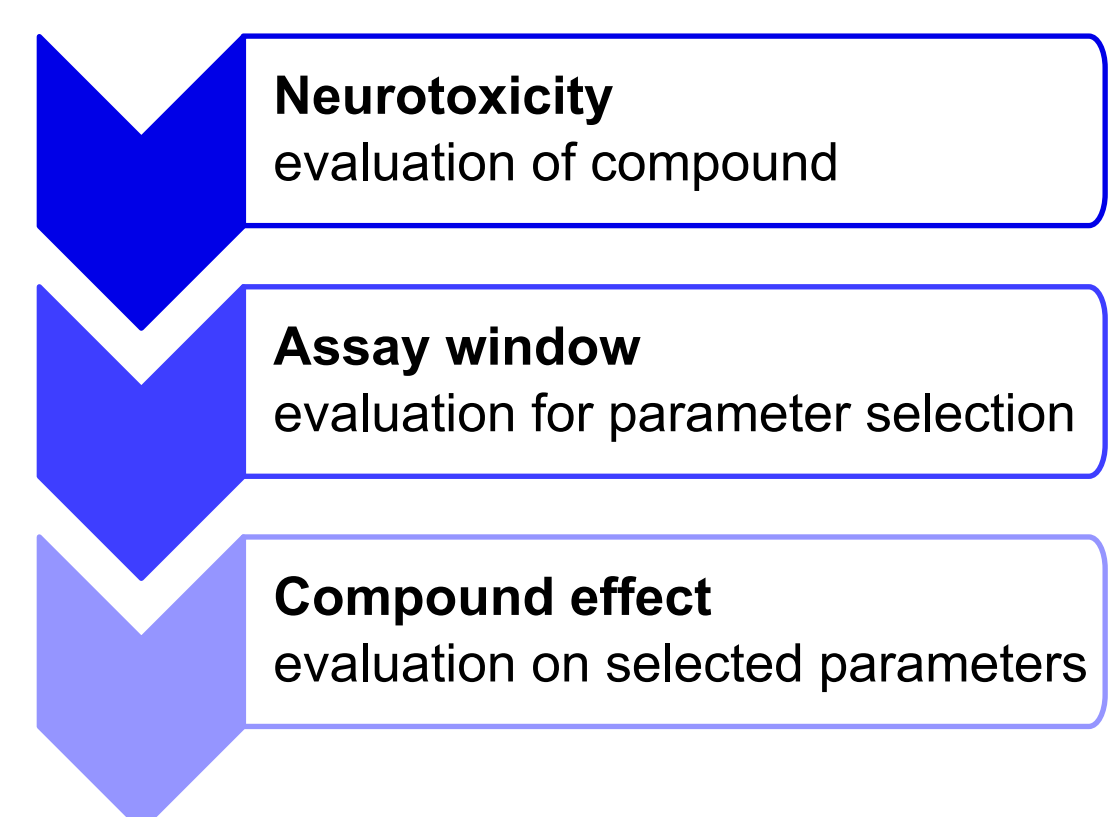 Neurotoxicity
evaluation of compound
Assay window
evaluation for parameter selection
Compound effect
evaluation on selected parameters